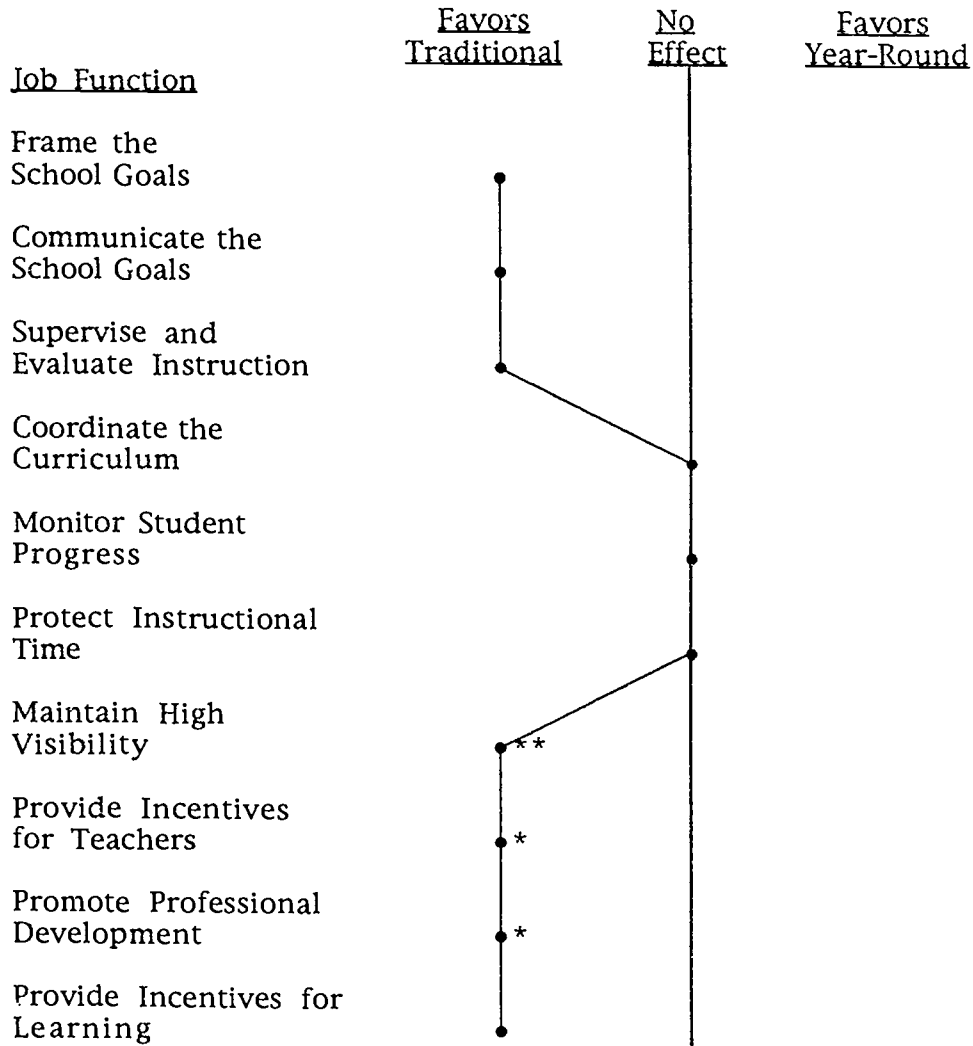 Favors No Favors
Traditional Effect Year-Round
Job Function
Frame the
School Goals
Communicate the
School Goals
Supervise and
Evaluate Instruction
Coordinate the
Curriculum
Monitor Student
Progress
Protect Instructional
Time
Maintain High
Visibility **
Provide Incentives
for Teachers *
Promote Professional
Development *
Provide Incentives for
Learning